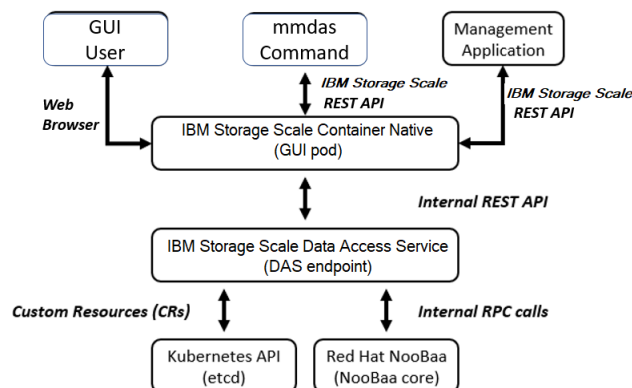 GUI
User
mmdas
Command
Management
Application
Web
Browser
IBM Storage Scale
REST API
IBM Storage Scale
REST API
IBM Storage Scale Container Native
(GUI pod)
Internal REST API
IBM Storage Scale Data Access Service
(DAS endpoint)
Custom Resources (CRs)
Internal RPC calls
Kubernetes API
(etcd)
Red Hat NooBaa
(NooBaa core)